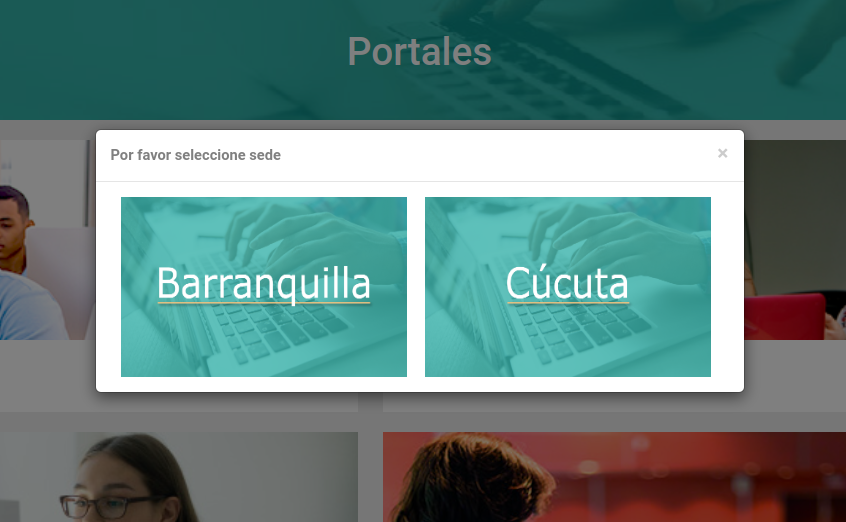 Portales
Por favor seleccione sede
×
Barranquilla
Cúcuta